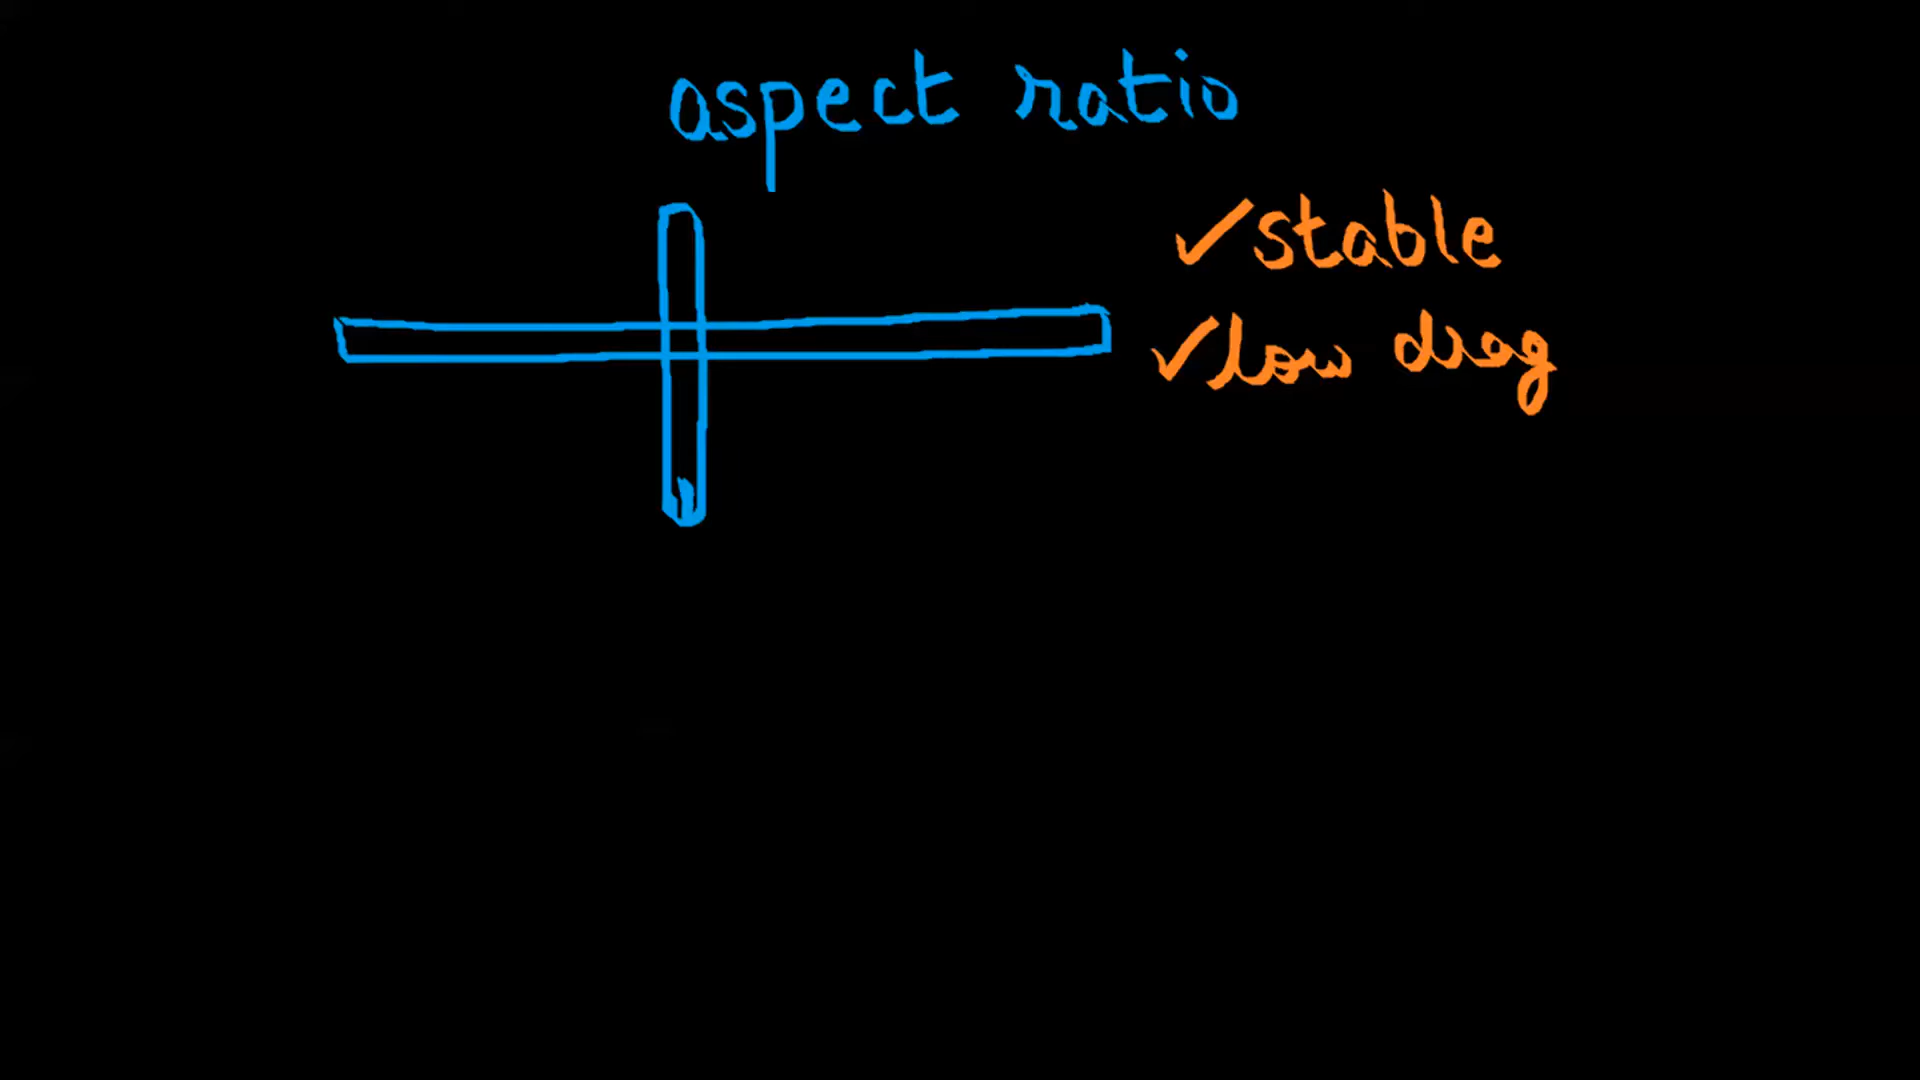 aspect ratio
✓stable
✓low drag